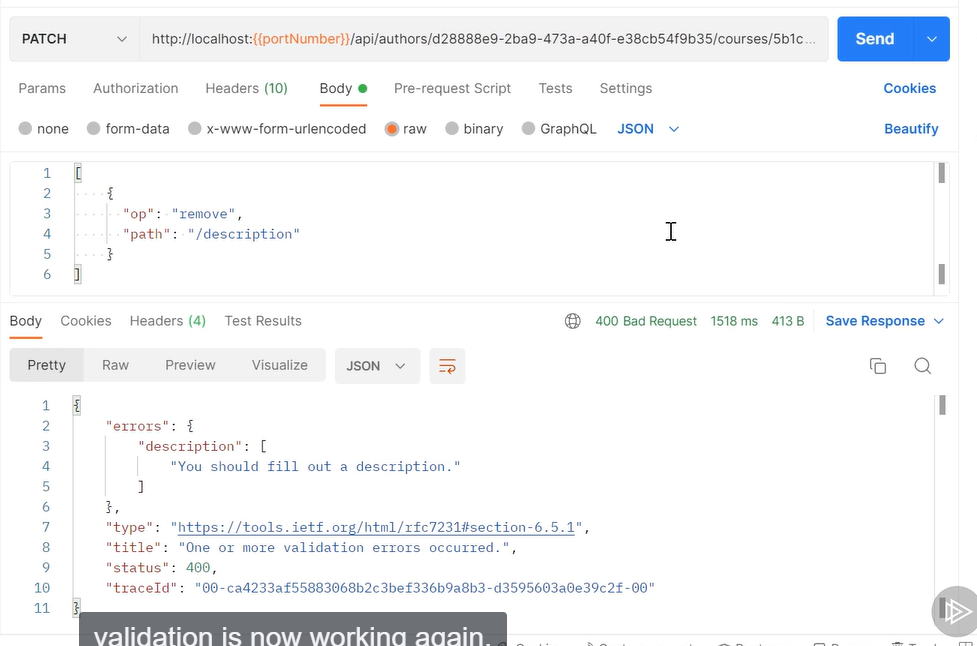 PATCH http://localhost:{{portNumber}}/api/authors/d28888e9-2ba9-473a-a40f-e38cb54f9b35/courses/5b1c... Send
Params Authorization Headers (10) Body Pre-request Script Tests Settings Cookies
none form-data x-www-form-urlencoded raw binary GraphQL JSON Beautify
1 [
2 {
3 "op": "remove",
4 "path": "/description"
5 }
6 ]
Body Cookies Headers (4) Test Results 400 Bad Request 1518 ms 413 B Save Response
Pretty Raw Preview Visualize JSON
1 {
2 "errors": {
3 "description": [
4 "You should fill out a description."
5 ]
6 },
7 "type": "https://tools.ietf.org/html/rfc7231#section-6.5.1",
8 "title": "One or more validation errors occurred.",
9 "status": 400,
10 "traceId": "00-ca4233af55883068b2c3bef336b9a8b3-d3595603a0e39c2f-00"
11 }
validation is now working again.